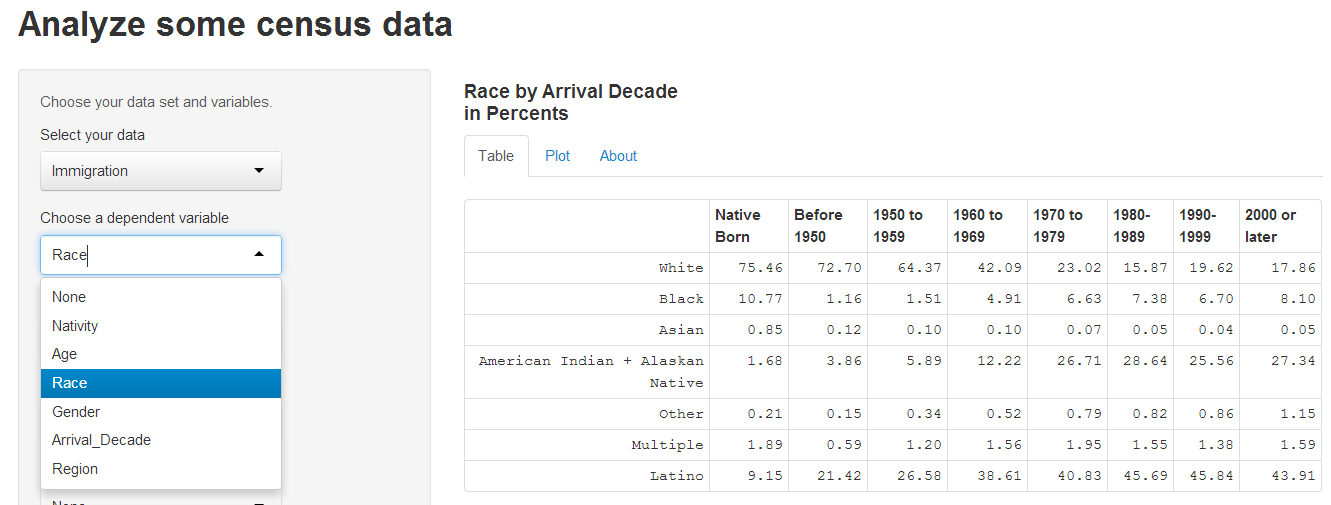 Analyze some census data
Choose your data set and variables.
Select your data
Immigration
Choose a dependent variable
Race
None
Nativity
Age
Race
Gender
Arrival_Decade
Region
Race by Arrival Decade
in Percents
Table Plot About
Native Born Before 1950 1950 to 1959 1960 to 1969 1970 to 1979 1980-1989 1990-1999 2000 or later
White 75.46 72.70 64.37 42.09 23.02 15.87 19.62 17.86
Black 10.77 1.16 1.51 4.91 6.63 7.38 6.70 8.10
Asian 0.85 0.12 0.10 0.10 0.07 0.05 0.04 0.05
American Indian + Alaskan Native 1.68 3.86 5.89 12.22 26.71 28.64 25.56 27.34
Other 0.21 0.15 0.34 0.52 0.79 0.82 0.86 1.15
Multiple 1.89 0.59 1.20 1.56 1.95 1.55 1.38 1.59
Latino 9.15 21.42 26.58 38.61 40.83 45.69 45.84 43.91